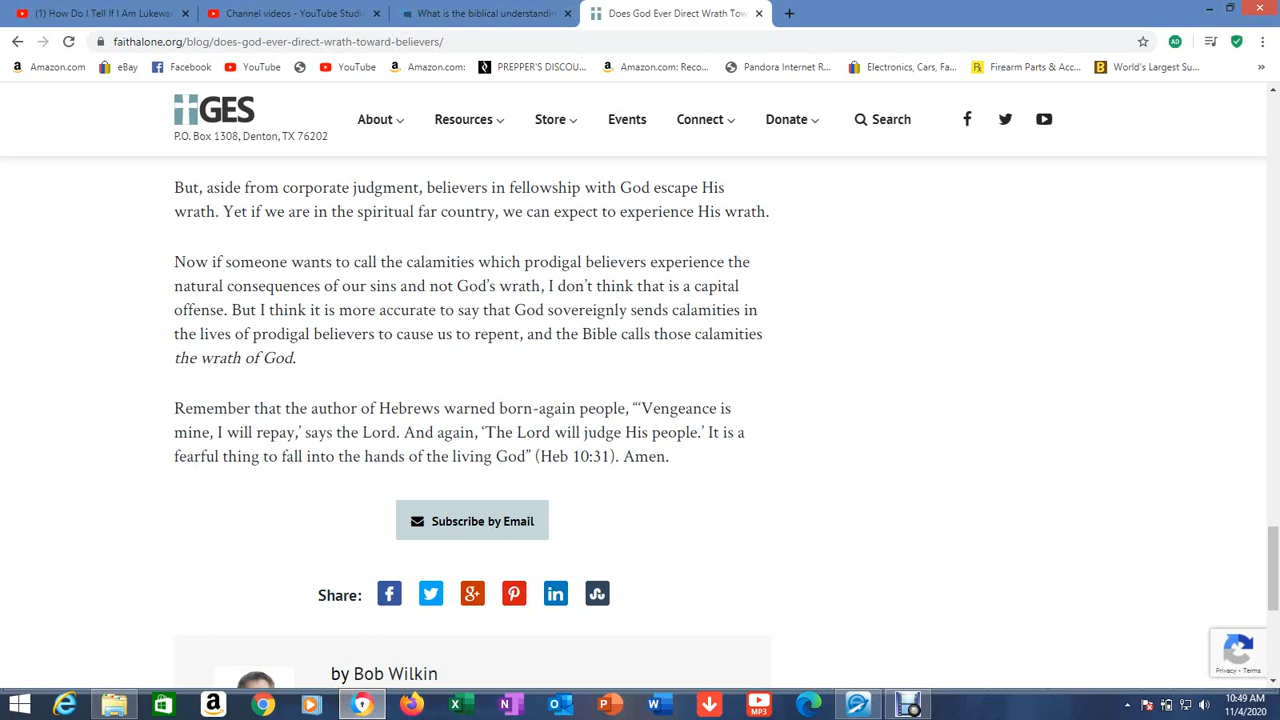 (1) How Do I Tell If I Am Lukewa
Channel videos - YouTube Studi
What is the biblical understandin
Does God Ever Direct Wrath Tow
faithalone.org/blog/does-god-ever-direct-wrath-toward-believers/
AD
Amazon.com
eBay
Facebook
YouTube
YouTube
Amazon.com:
PREPPER'S DISCOU...
Amazon.com: Reco...
Pandora Internet R...
Electronics, Cars, Fa...
Firearm Parts & Acc...
World's Largest Su...
GES
P.O. Box 1308, Denton, TX 76202
About
Resources
Store
Events
Connect
Donate
Search
But, aside from corporate judgment, believers in fellowship with God escape His
wrath. Yet if we are in the spiritual far country, we can expect to experience His wrath.
Now if someone wants to call the calamities which prodigal believers experience the
natural consequences of our sins and not God’s wrath, I don’t think that is a capital
offense. But I think it is more accurate to say that God sovereignly sends calamities in
the lives of prodigal believers to cause us to repent, and the Bible calls those calamities
the wrath of God.
Remember that the author of Hebrews warned born-again people, “‘Vengeance is
mine, I will repay,’ says the Lord. And again, ‘The Lord will judge His people.’ It is a
fearful thing to fall into the hands of the living God” (Heb 10:31). Amen.
Subscribe by Email
Share:
by Bob Wilkin
Privacy - Terms
MP3
10:49 AM
11/4/2020